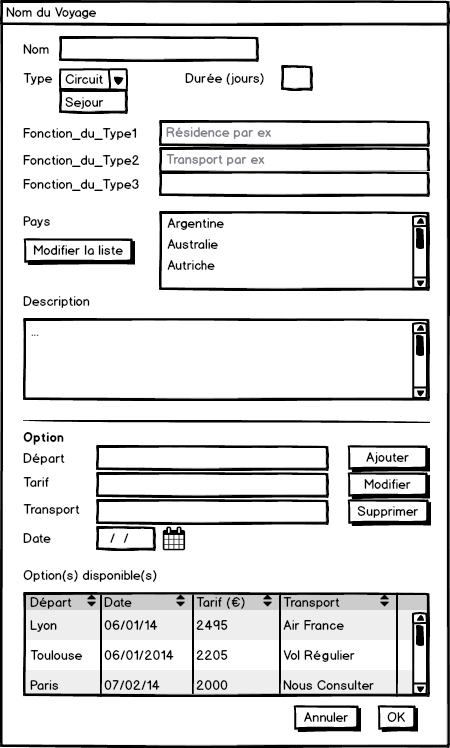 Nom du Voyage
Nom
Type Circuit Durée (jours)
Sejour
Fonction_du_Type1 Résidence par ex
Fonction_du_Type2 Transport par ex
Fonction_du_Type3
Pays Argentine
Australie
Modifier la liste
Autriche
Description
...
Option
Départ Ajouter
Tarif Modifier
Transport Supprimer
Date / /
Option(s) disponible(s)
Départ Date Tarif (€) Transport
Lyon 06/01/14 2495 Air France
Toulouse 06/01/2014 2205 Vol Régulier
Paris 07/02/14 2000 Nous Consulter
Annuler OK